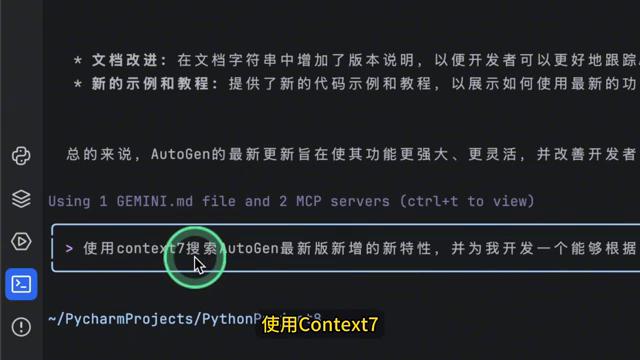 * 文档改进：在文档字符串中增加了版本说明，以便开发者可以更好地跟踪
* 新的示例和教程：提供了新的代码示例和教程，以展示如何使用最新的功
总的来说，AutoGen的最新更新旨在使其功能更强大、更灵活，并改善开发者
Using 1 GEMINI.md file and 2 MCP servers (ctrl+t to view)
> 使用context7搜索AutoGen最新版新增的新特性，并为我开发一个能够根据
~/PycharmProjects/PythonProject8
使用Context7